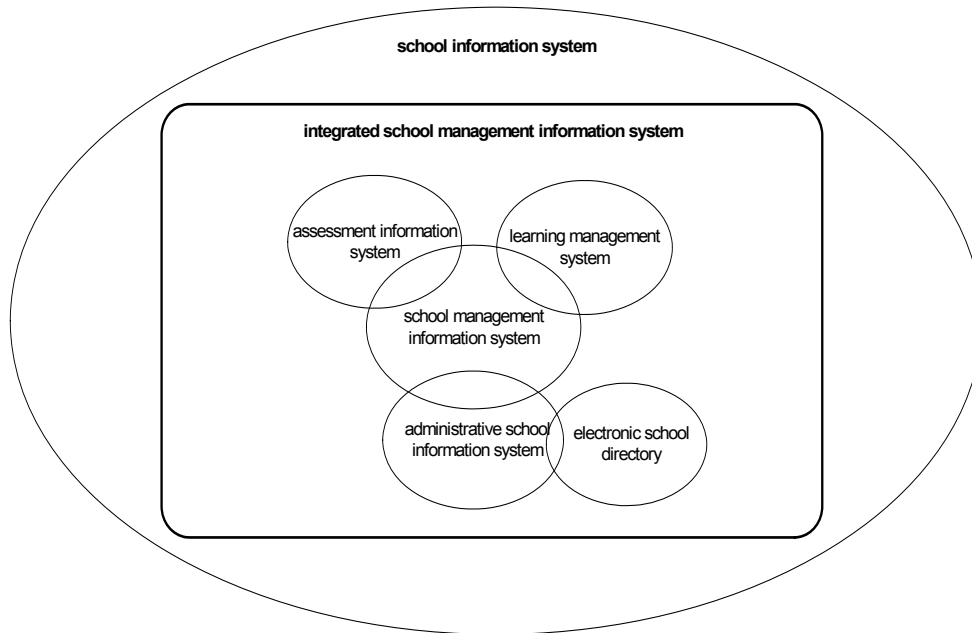 school information system
integrated school management information system
assessment information
system
learning management
system
school management
information system
administrative school
information system
electronic school
directory